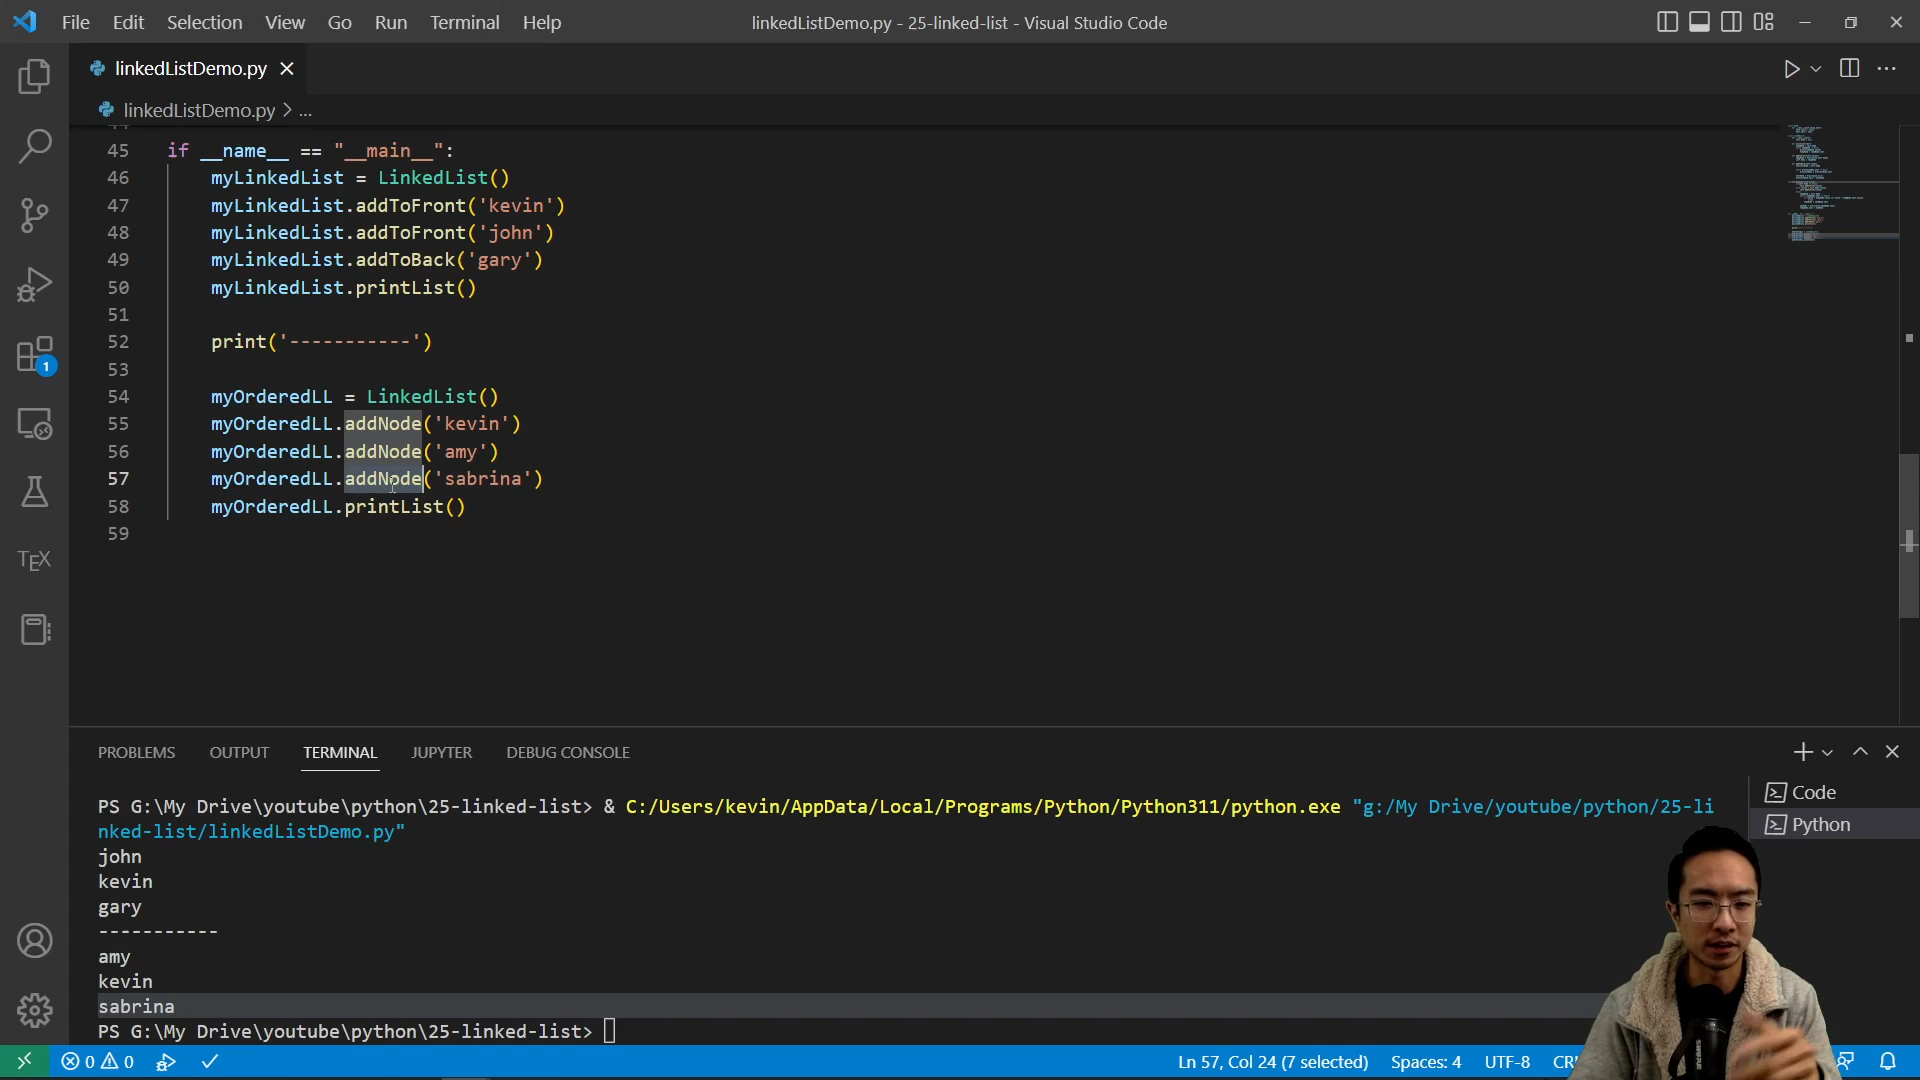 File Edit Selection View Go Run Terminal Help linkedListDemo.py - 25-linked-list - Visual Studio Code
linkedListDemo.py
linkedListDemo.py > ...
45 if __name__ == "__main__":
46 myLinkedList = LinkedList()
47 myLinkedList.addToFront('kevin')
48 myLinkedList.addToFront('john')
49 myLinkedList.addToBack('gary')
50 myLinkedList.printList()
51
52 print('-----------')
53
54 myOrderedLL = LinkedList()
55 myOrderedLL.addNode('kevin')
56 myOrderedLL.addNode('amy')
57 myOrderedLL.addNode('sabrina')
58 myOrderedLL.printList()
59
1
TEX
PROBLEMS OUTPUT TERMINAL JUPYTER DEBUG CONSOLE
PS G:\My Drive\youtube\python\25-linked-list> & C:/Users/kevin/AppData/Local/Programs/Python/Python311/python.exe "g:/My Drive/youtube/python/25-li
nked-list/linkedListDemo.py"
john
kevin
gary
-----------
amy
kevin
sabrina
PS G:\My Drive\youtube\python\25-linked-list>
Code
Python
0 0
Ln 57, Col 24 (7 selected) Spaces: 4 UTF-8